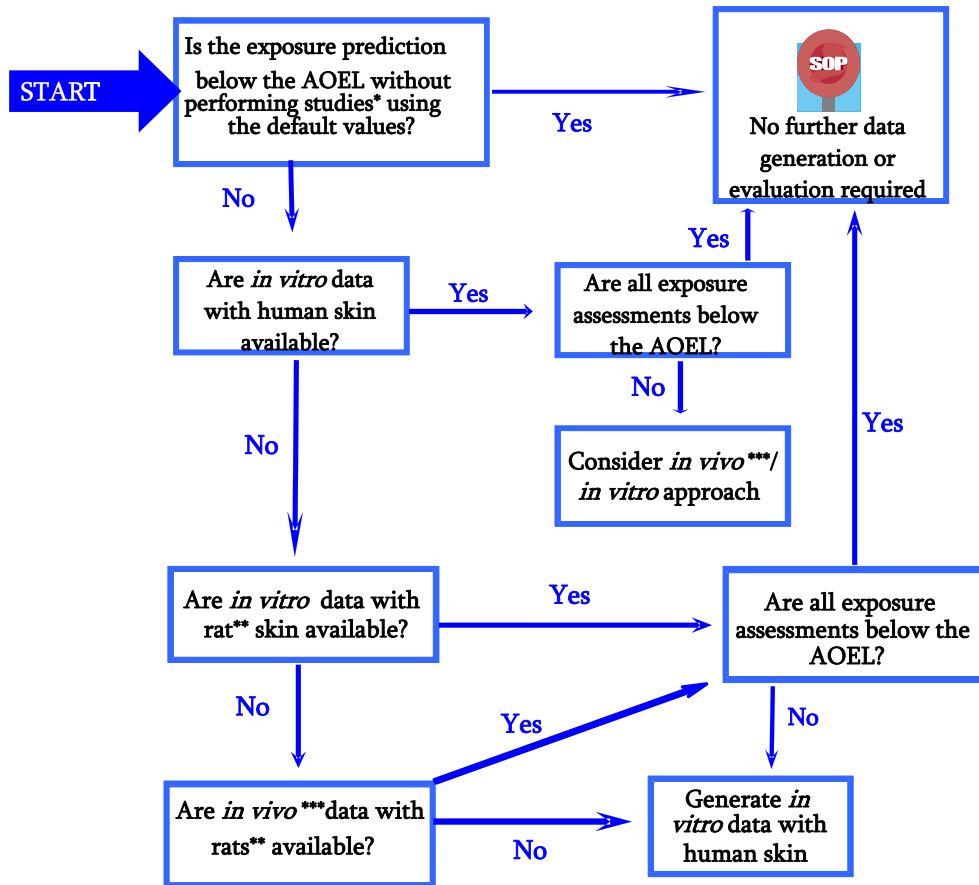 START
Is the exposure prediction
below the AOEL without
performing studies* using
the default values?
Yes
SOP
No further data
generation or
evaluation required
No
Are in vitro data
with human skin
available?
Yes
Are all exposure
assessments below
the AOEL?
Yes
No
Consider in vivo ***/
in vitro approach
No
Yes
Are in vitro data with
rat** skin available?
Yes
Are all exposure
assessments below the
AOEL?
No
Yes
No
Are in vivo ***data with
rats** available?
No
Generate in
vitro data with
human skin